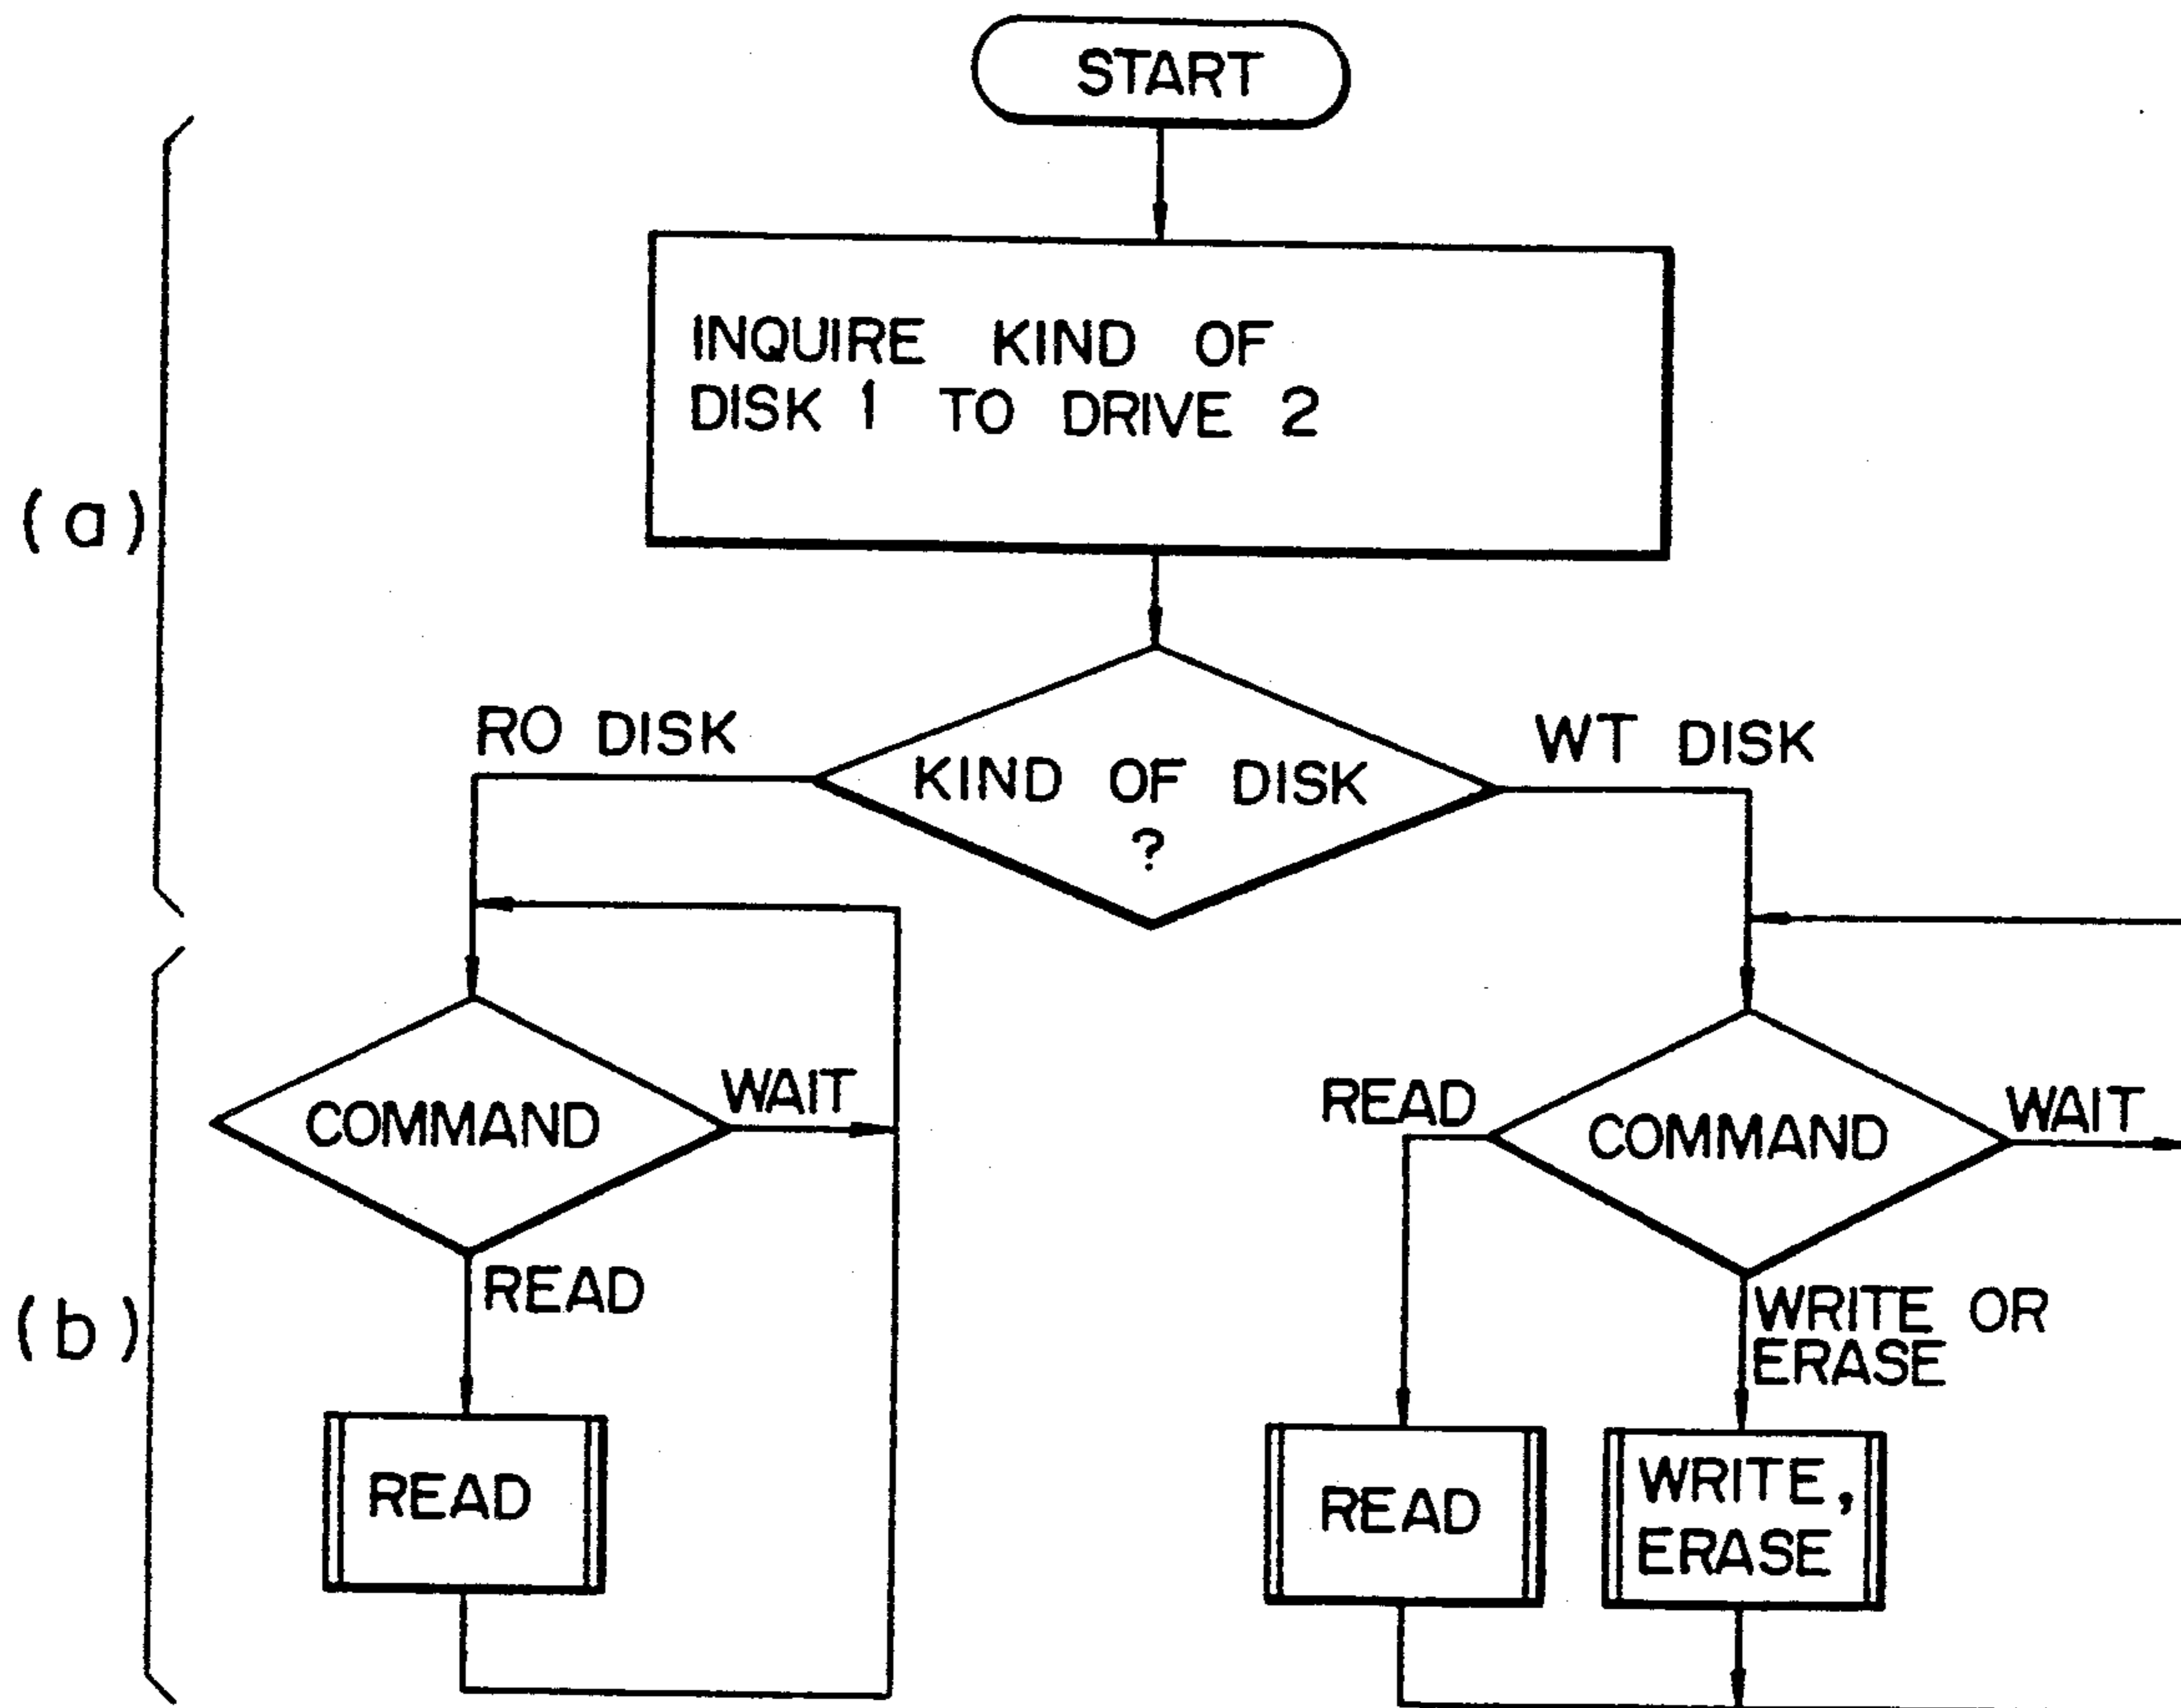 START
INQUIRE KIND OF
DISK 1 TO DRIVE 2
(a)
RO DISK
WT DISK
KIND OF DISK
?
COMMAND
WAIT
READ
COMMAND
WAIT
READ
WRITE OR
ERASE
(b)
READ
READ
WRITE,
ERASE